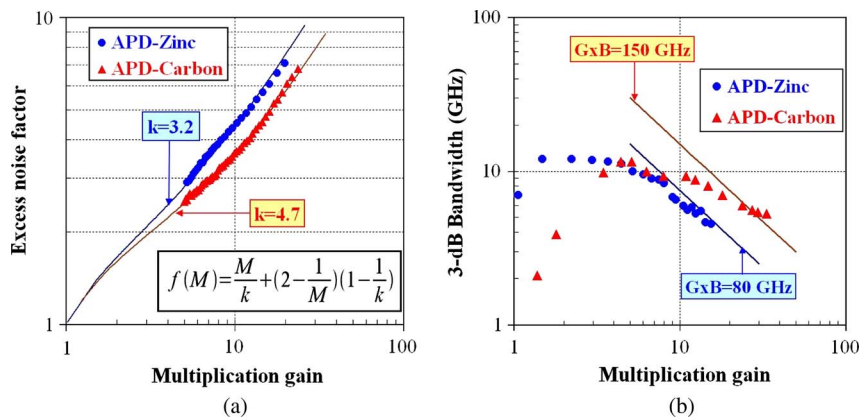 10
APD-Zinc
APD-Carbon
k=3.2
k=4.7
f(M)=M/k+(2-1/M)(1-1/k)
Excess noise factor
1
1
10
100
Multiplication gain
(a)
100
GxB=150 GHz
APD-Zinc
APD-Carbon
3-dB Bandwidth (GHz)
10
GxB=80 GHz
1
1
10
100
Multiplication gain
(b)